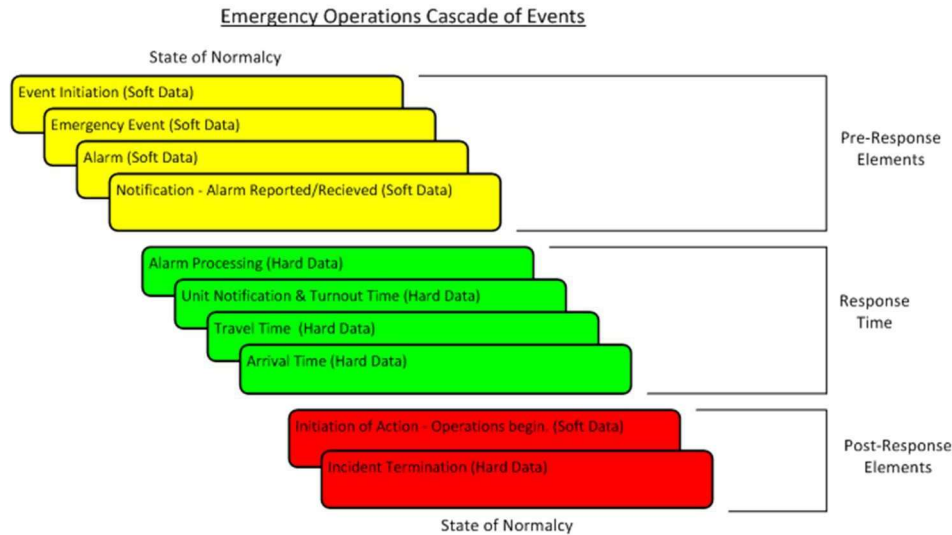 Emergency Operations Cascade of Events
State of Normalcy
Event Initiation (Soft Data)
Emergency Event (Soft Data)
Alarm (Soft Data)
Notification - Alarm Reported/Recieved (Soft Data)
Pre-Response
Elements
Alarm Processing (Hard Data)
Unit Notification & Turnout Time (Hard Data)
Travel Time  (Hard Data)
Arrival Time (Hard Data)
Response
Time
Initiation of Action - Operations begin. (Soft Data)
Incident Termination (Hard Data)
Post-Response
Elements
State of Normalcy